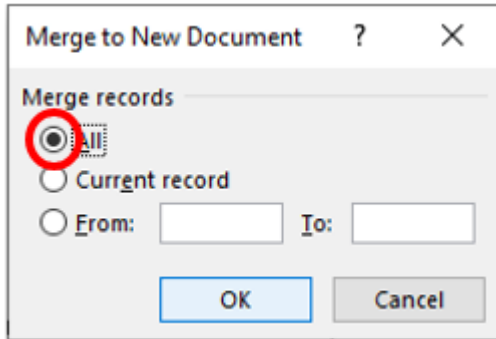 Merge to New Document ? ×
Merge records
All
Current record
From: To:
OK Cancel